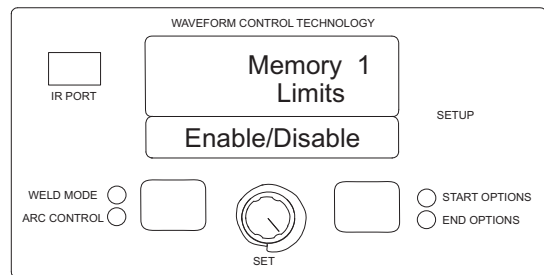 WAVEFORM CONTROL TECHNOLOGY
Memory 1
Limits
IR PORT
SETUP
Enable/Disable
WELD MODE
ARC CONTROL
START OPTIONS
END OPTIONS
SET